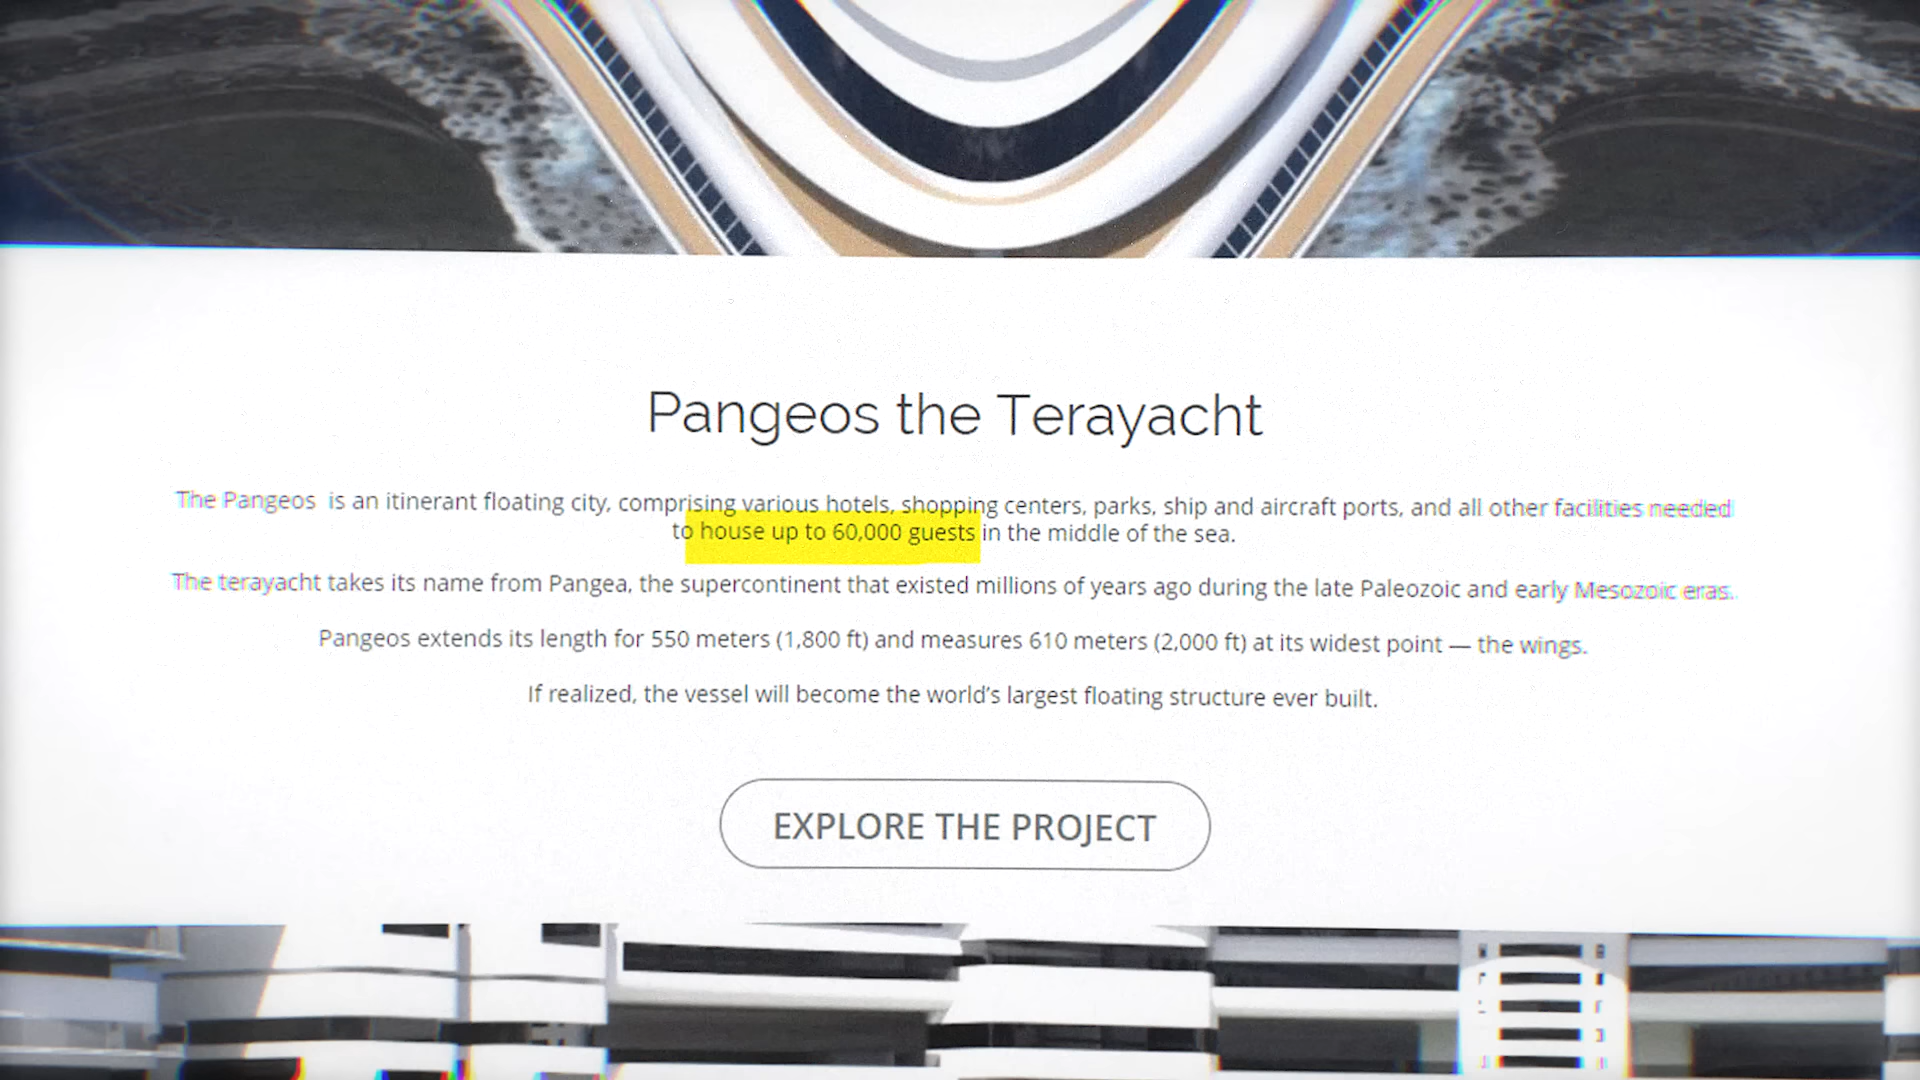 Pangeos the Terayacht
The Pangeos is an itinerant floating city, comprising various hotels, shopping centers, parks, ship and aircraft ports, and all other facilities needed
to house up to 60,000 guests in the middle of the sea.
The terayacht takes its name from Pangea, the supercontinent that existed millions of years ago during the late Paleozoic and early Mesozoic eras.
Pangeos extends its length for 550 meters (1,800 ft) and measures 610 meters (2,000 ft) at its widest point — the wings.
If realized, the vessel will become the world’s largest floating structure ever built.
EXPLORE THE PROJECT